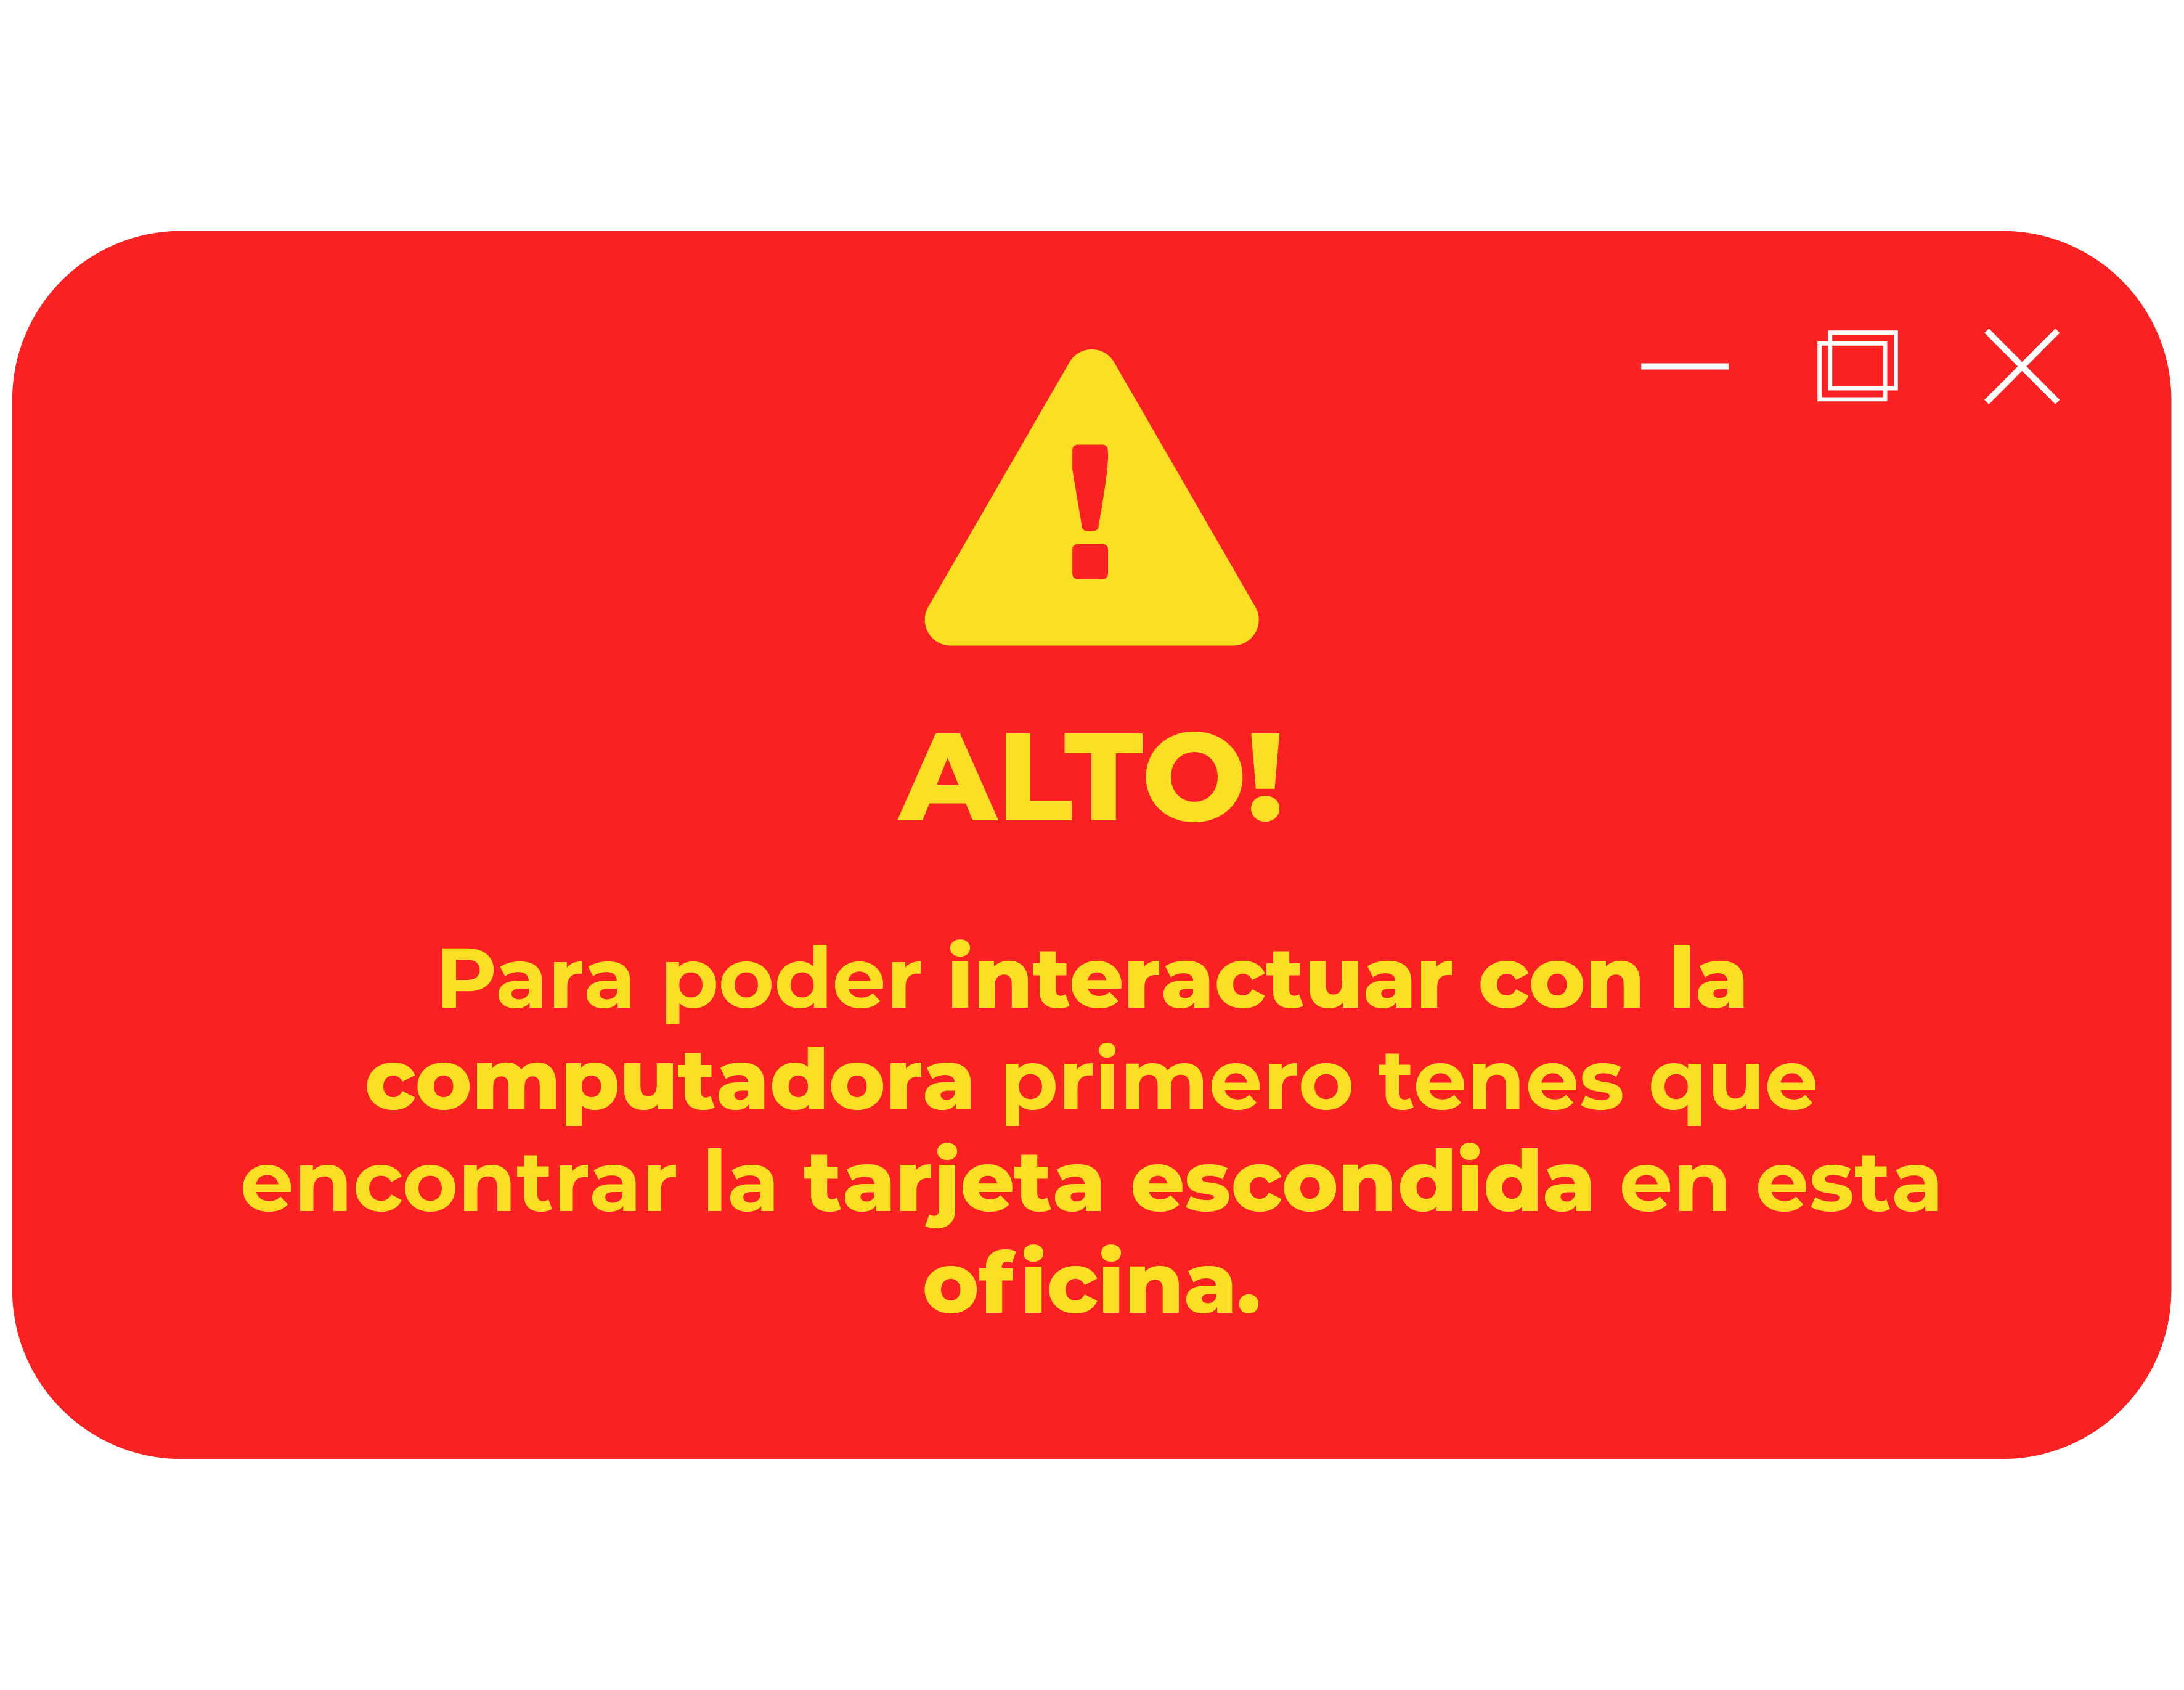 ALTO!
Para poder interactuar con la
computadora primero tenes que
encontrar la tarjeta escondida en esta
oficina.